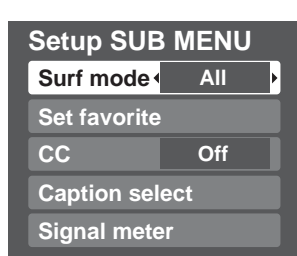 Setup SUB MENU
Surf mode All
Set favorite
CC Off
Caption select
Signal meter